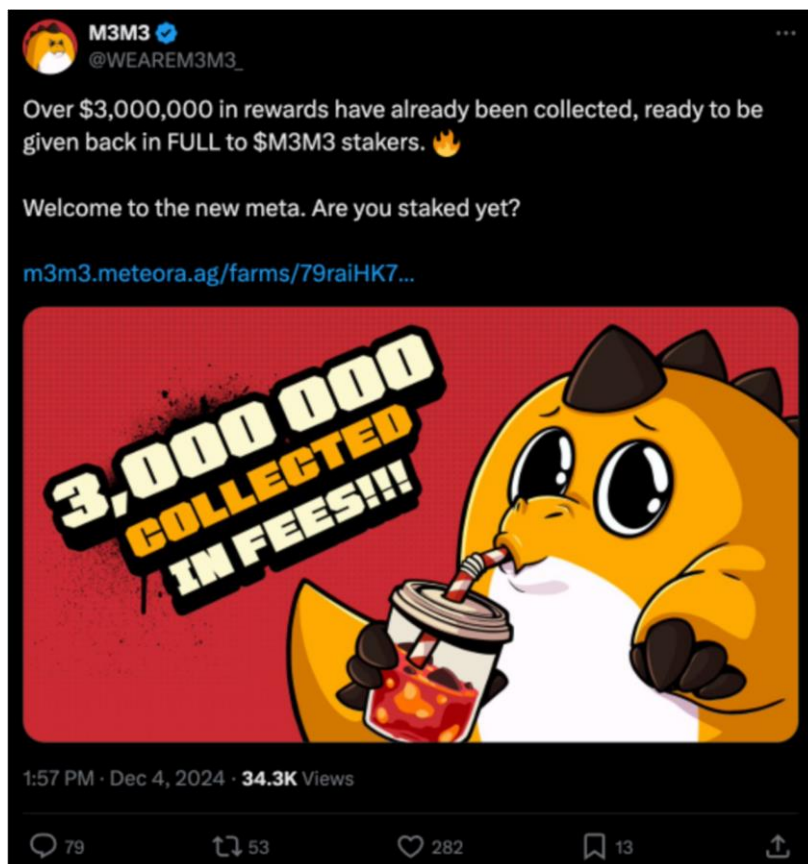 M3M3
@WEAREM3M3_
Over $3,000,000 in rewards have already been collected, ready to be
given back in FULL to $M3M3 stakers. 🔥
Welcome to the new meta. Are you staked yet?
m3m3.meteora.ag/farms/79raiHK7...
3,000 000
COLLECTED
IN FEES!!!
1:57 PM · Dec 4, 2024 · 34.3K Views
79 53 282 13